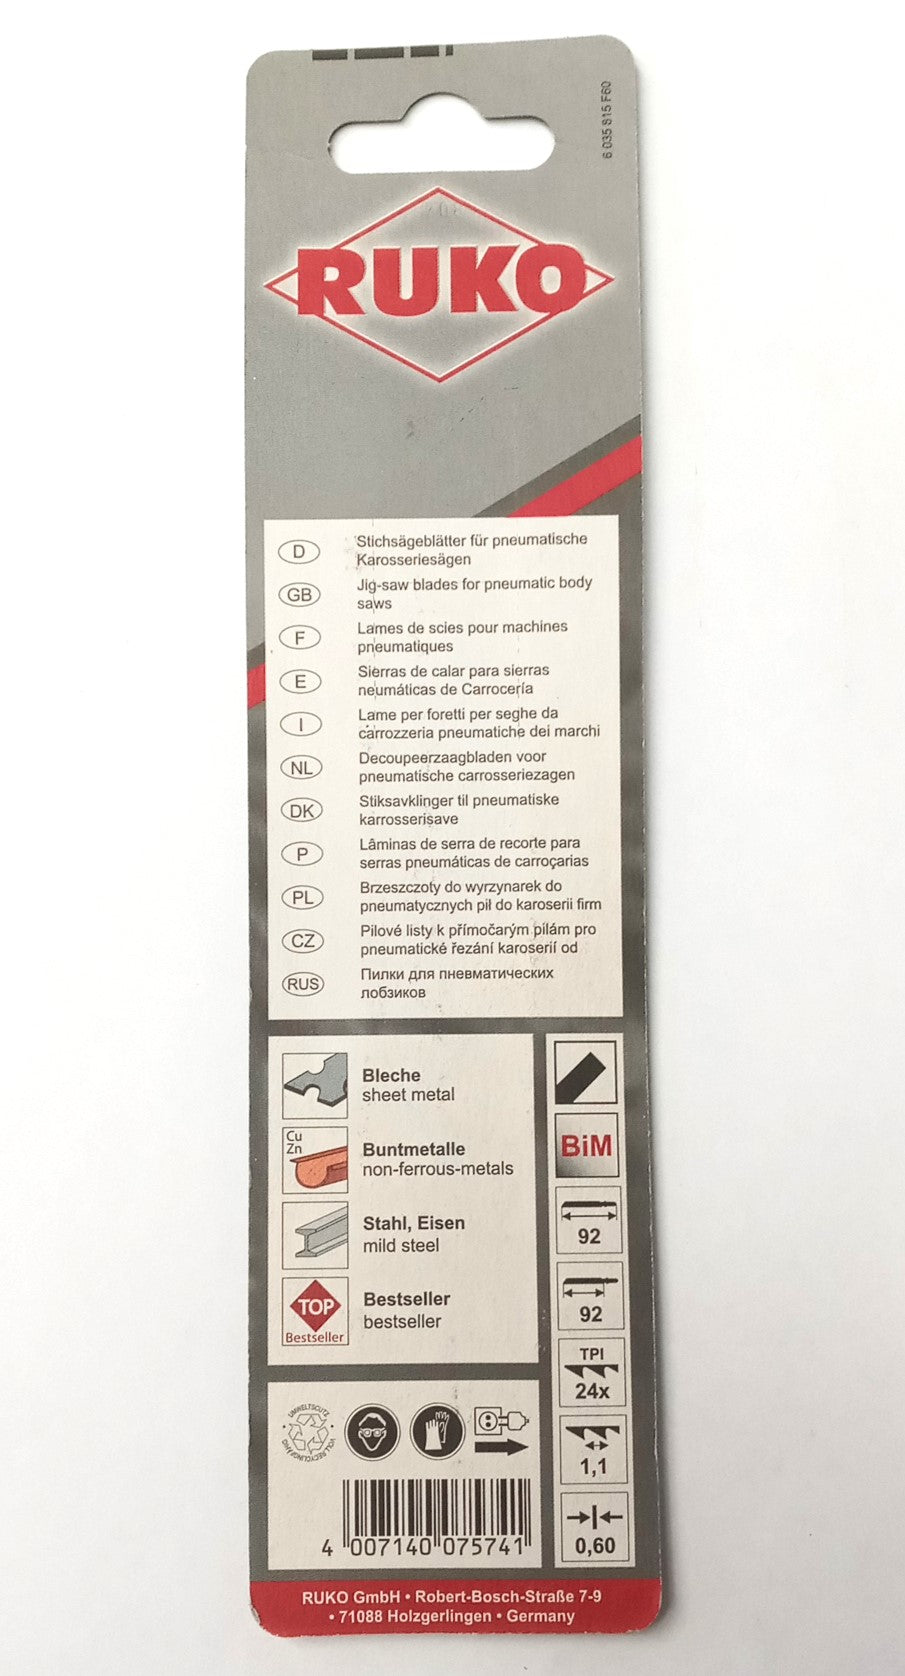 6 035 815 F60
RUKO
D
Stichsägeblätter für pneumatische
Karosseriesägen
GB
Jig-saw blades for pneumatic body
saws
F
Lames de scies pour machines
pneumatiques
E
Sierras de calar para sierras
neumáticas de Carrocería
I
Lame per foretti per seghe da
carrozzeria pneumatiche dei marchi
NL
Decoupeerzaagbladen voor
pneumatische carrosseriezagen
DK
Stiksavklinger til pneumatiske
karrosserisave
P
Lâminas de serra de recorte para
serras pneumáticas de carroçarias
PL
Brzeszczoty do wyrzynarek do
pneumatycznych pił do karoserii firm
CZ
Pilové listy k přímočarým pilám pro
pneumatické řezání karoserií od
RUS
Пилки для пневматических
лобзиков
Bleche
sheet metal
Cu
Zn
Buntmetalle
non-ferrous-metals
Stahl, Eisen
mild steel
TOP
Bestseller
Bestseller
bestseller
BiM
92
92
TPI
24x
1,1
0,60
UMWELTSCUTZ
VOLL RECYCLINGFÄHIG
4 007140 075741
RUKO GmbH • Robert-Bosch-Straße 7-9
• 71088 Holzgerlingen • Germany